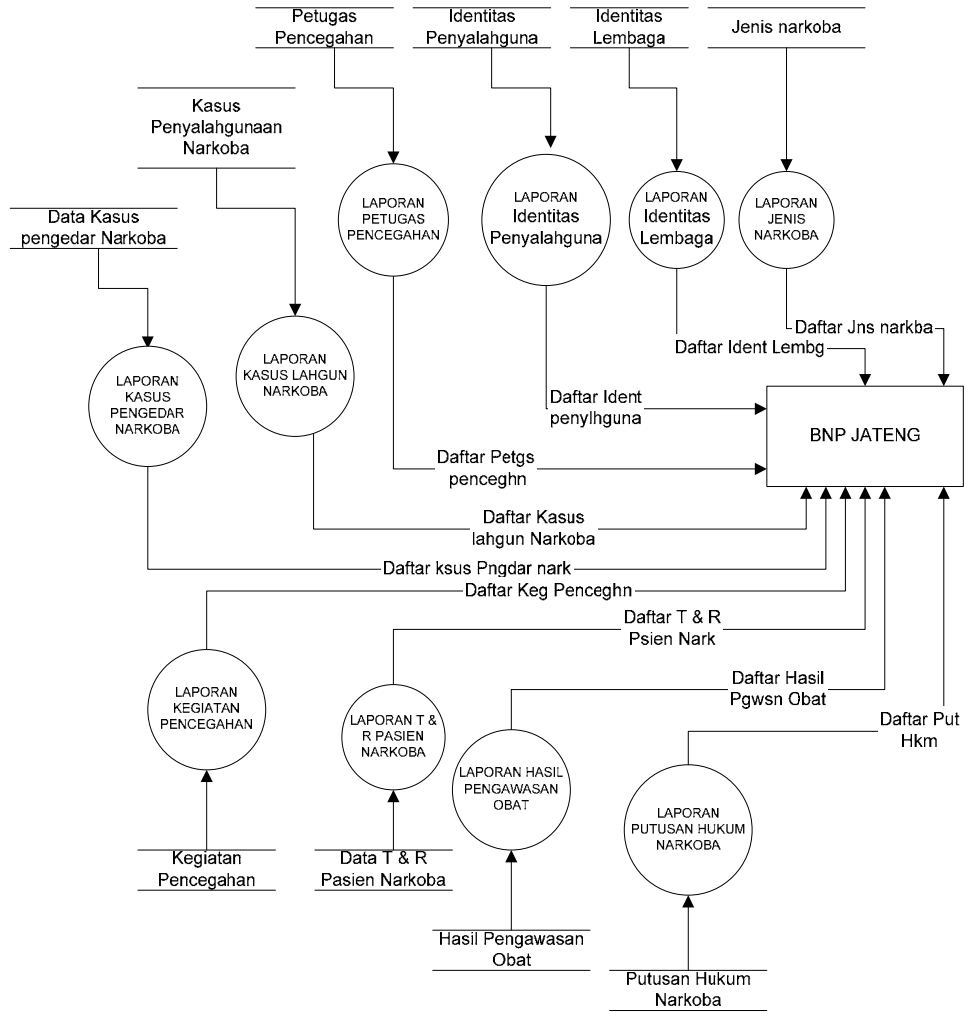 Petugas
Pencegahan
Identitas
Penyalahguna
Identitas
Lembaga
Jenis narkoba
Kasus
Penyalahgunaan
Narkoba
Data Kasus
pengedar Narkoba
LAPORAN
PETUGAS
PENCEGAHAN
LAPORAN
Identitas
Penyalahguna
LAPORAN
Identitas
Lembaga
LAPORAN
JENIS
NARKOBA
LAPORAN
KASUS
PENGEDAR
NARKOBA
LAPORAN
KASUS LAHGUN
NARKOBA
Daftar Jns narkba
Daftar Ident Lembg
Daftar Ident
penylhguna
BNP JATENG
Daftar Petgs
penceghn
Daftar Kasus
lahgun Narkoba
Daftar ksus Pngdar nark
Daftar Keg Penceghn
Daftar T & R
Psien Nark
Daftar Hasil
Pgwsn Obat
Daftar Put
Hkm
LAPORAN
KEGIATAN
PENCEGAHAN
LAPORAN T &
R PASIEN
NARKOBA
LAPORAN HASIL
PENGAWASAN
OBAT
LAPORAN
PUTUSAN HUKUM
NARKOBA
Kegiatan
Pencegahan
Data T & R
Pasien Narkoba
Hasil Pengawasan
Obat
Putusan Hukum
Narkoba